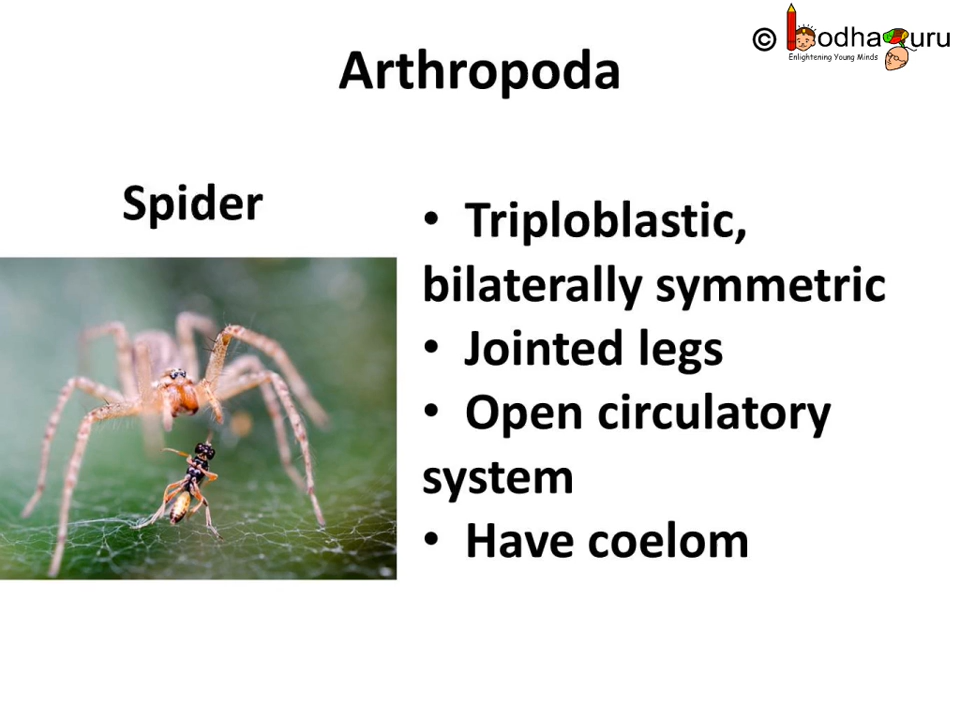 © BodhaGuru
Enlightening Young Minds
Arthropoda
Spider
• Triploblastic,
bilaterally symmetric
• Jointed legs
• Open circulatory
system
• Have coelom